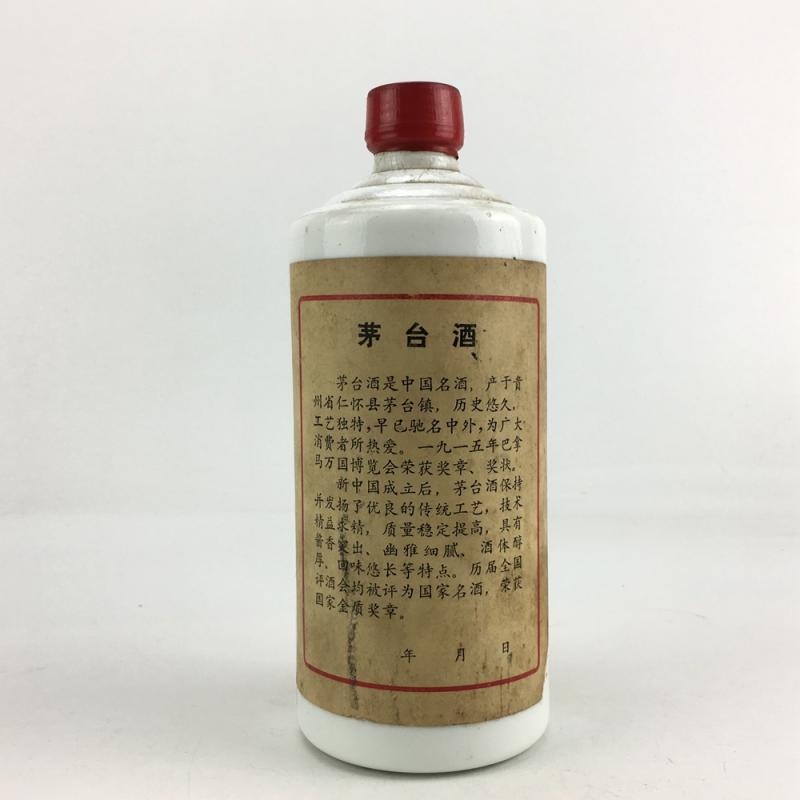 茅台酒
茅台酒是中国名酒，产于贵
州省仁怀县茅台镇，历史悠久，
工艺独特，早已驰名中外，为广大
消费者所热爱。一九一五年巴拿
马万国博览会荣获奖章、奖状。
新中国成立后，茅台酒保持
并发扬了优良的传统工艺，技术
精益求精，质量稳定提高，具有
酱香突出、幽雅细腻、酒体醇
厚、回味悠长等特点。历届全国
评酒会均被评为国家名酒，荣获
国家金质奖章。
年 月 日